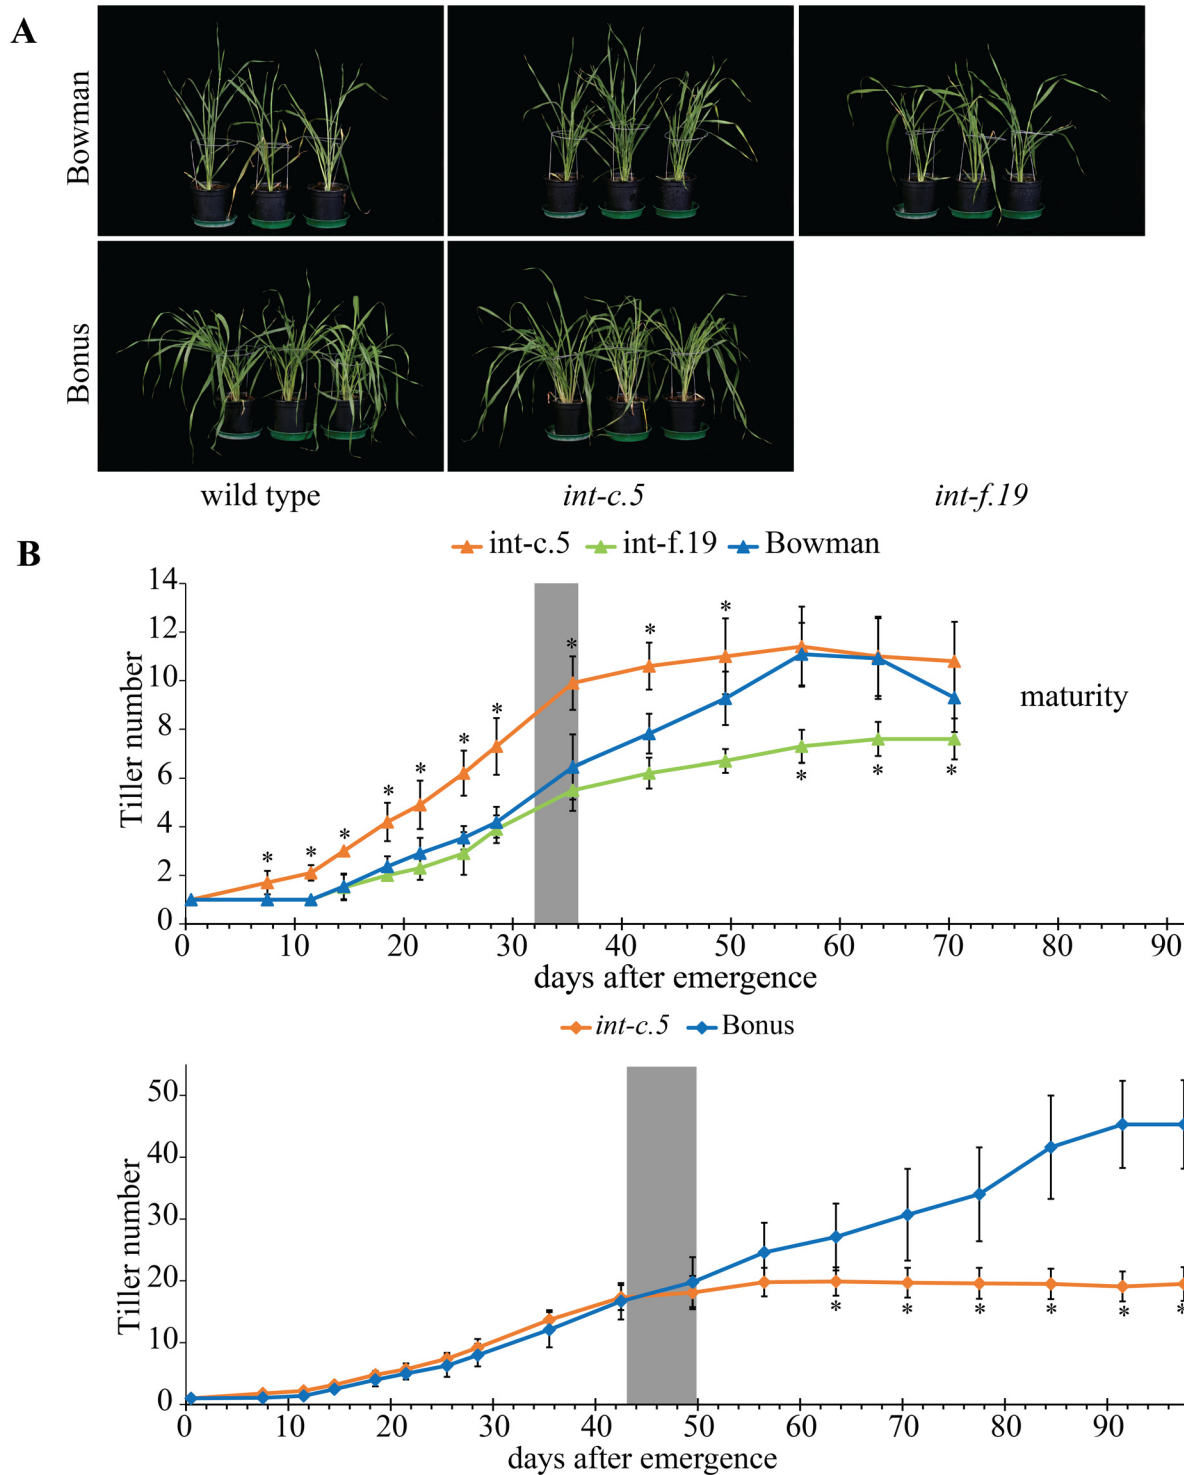 A
Bowman
Bonus
wild type
int-c.5
int-f.19
B
int-c.5 int-f.19 Bowman
14
12
10
8
6
4
2
0
Tiller number
* * * * * * * * * *
* * *
maturity
0 10 20 30 40 50 60 70 80 90
days after emergence
int-c.5 Bonus
50
40
30
20
10
0
Tiller number
* * * * * *
0 10 20 30 40 50 60 70 80 90
days after emergence